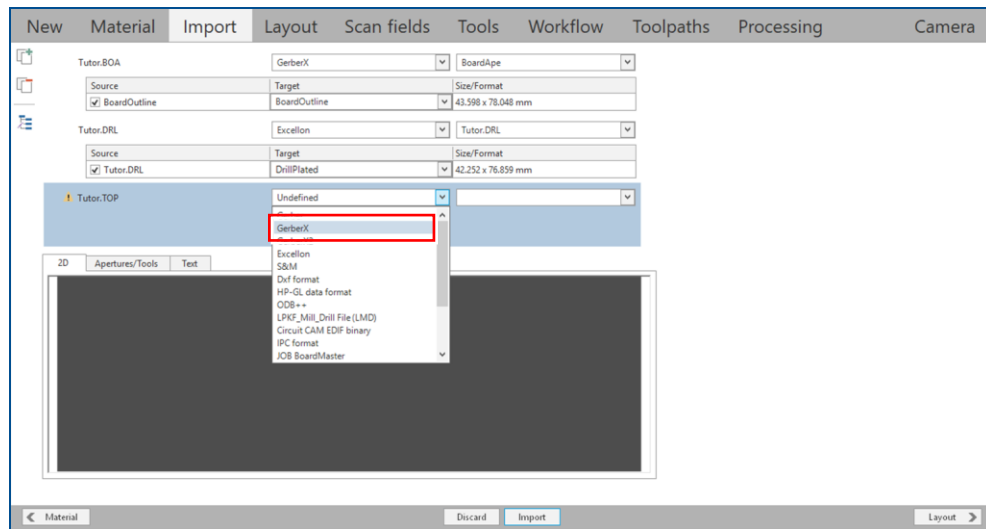 New Material Import Layout Scan fields Tools Workflow Toolpaths Processing Camera
Tutor.BOA GerberX BoardApe
Source Target Size/Format
BoardOutline BoardOutline 43.598 x 78.048 mm
Tutor.DRL Excellon Tutor.DRL
Source Target Size/Format
Tutor.DRL DrillPlated 42.252 x 76.859 mm
Tutor.TOP Undefined
GerberX
Excellon
S&M
Dxf format
HP-GL data format
ODB++
LPKF_Mill_Drill File (LMD)
Circuit CAM EDIF binary
IPC format
JOB BoardMaster
2D Apertures/Tools Text
Material Discard Import Layout